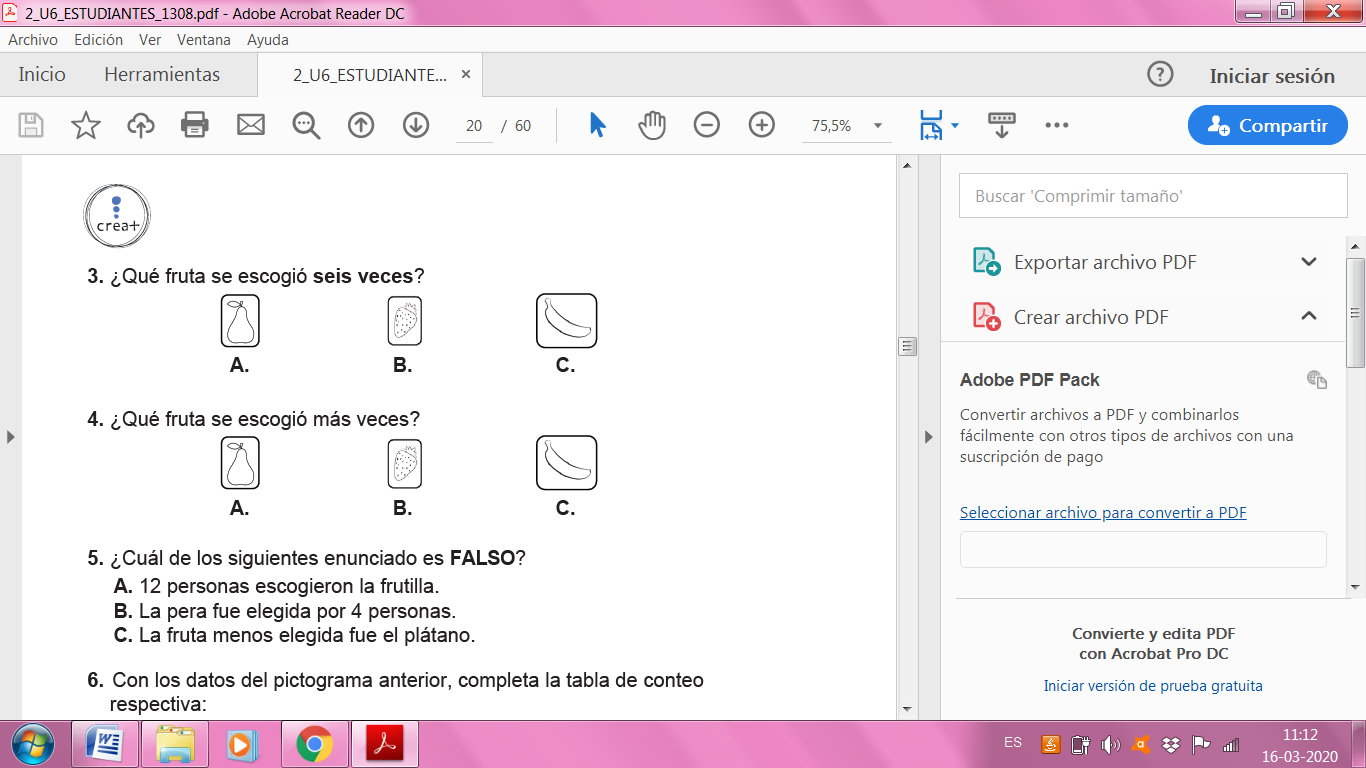 2_U6_ESTUDIANTES_1308.pdf - Adobe Acrobat Reader DC
Archivo Edición Ver Ventana Ayuda
Inicio Herramientas 2_U6_ESTUDIANTE... × ? Iniciar sesión
20 / 60 75,5% Compartir
crea+
3. ¿Qué fruta se escogió seis veces?
A. B. C.
4. ¿Qué fruta se escogió más veces?
A. B. C.
5. ¿Cuál de los siguientes enunciado es FALSO?
A. 12 personas escogieron la frutilla.
B. La pera fue elegida por 4 personas.
C. La fruta menos elegida fue el plátano.
6. Con los datos del pictograma anterior, completa la tabla de conteo
respectiva:
Buscar 'Comprimir tamaño'
Exportar archivo PDF
Crear archivo PDF
Adobe PDF Pack
Convertir archivos a PDF y combinarlos
fácilmente con otros tipos de archivos con una
suscripción de pago
Seleccionar archivo para convertir a PDF
Convierte y edita PDF
con Acrobat Pro DC
Iniciar versión de prueba gratuita
ES
11:12
16-03-2020